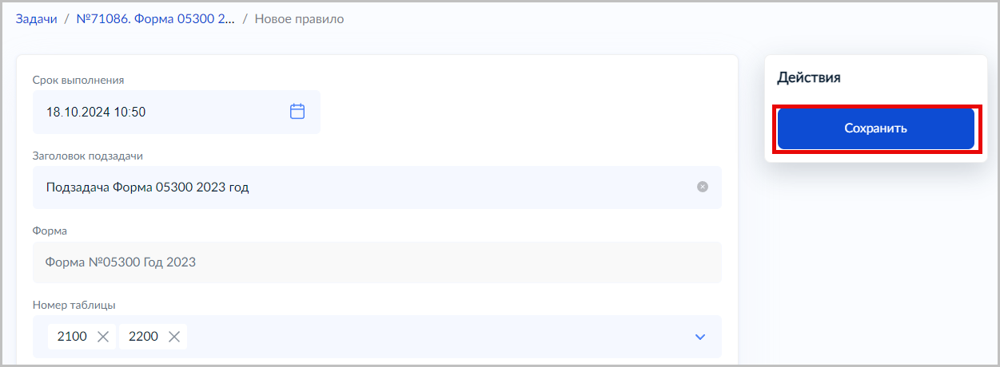 Задачи / №71086. Форма 05300 2... / Новое правило
Срок выполнения
18.10.2024 10:50
Заголовок подзадачи
Подзадача Форма 05300 2023 год
Форма
Форма №05300 Год 2023
Номер таблицы
2100 2200
Действия
Сохранить